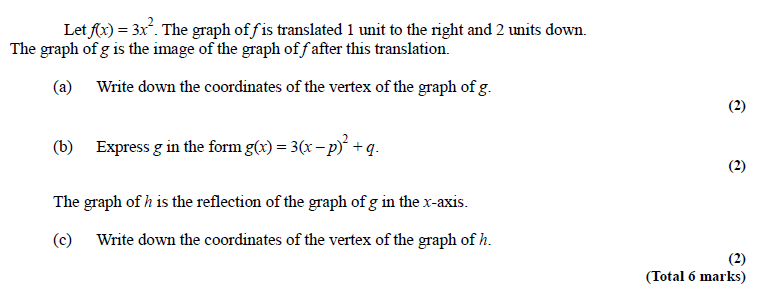 Let f(x) = 3x². The graph of f is translated 1 unit to the right and 2 units down.
The graph of g is the image of the graph of f after this translation.
(a) Write down the coordinates of the vertex of the graph of g.
(2)
(b) Express g in the form g(x) = 3(x – p)² + q.
(2)
The graph of h is the reflection of the graph of g in the x-axis.
(c) Write down the coordinates of the vertex of the graph of h.
(2)
(Total 6 marks)